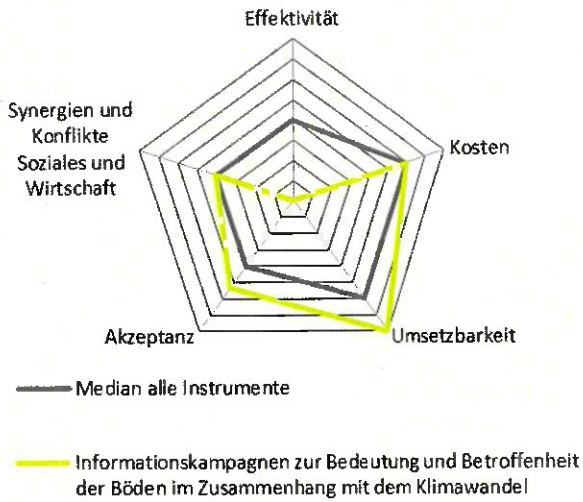 Effektivität
Synergien und
Konflikte
Soziales und
Wirtschaft
Kosten
Akzeptanz
Umsetzbarkeit
Median alle Instrumente
Informationskampagnen zur Bedeutung und Betroffenheit
der Böden im Zusammenhang mit dem Klimawandel